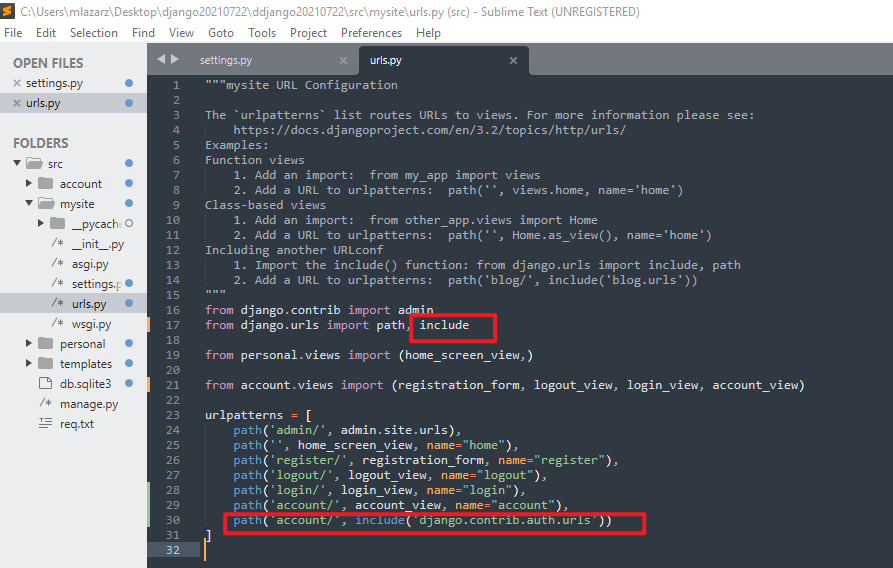 C:\Users\mlazarz\Desktop\django20210722\ddjango20210722\src\mysite\urls.py (src) - Sublime Text (UNREGISTERED)
File Edit Selection Find View Goto Tools Project Preferences Help
OPEN FILES
settings.py
urls.py
FOLDERS
src
account
mysite
__pycach
/* __init__.py
/* asgi.py
/* settings.p
/* urls.py
/* wsgi.py
personal
templates
db.sqlite3
/* manage.py
req.txt
settings.py × urls.py ×
1 """mysite URL Configuration
2
3 The `urlpatterns` list routes URLs to views. For more information please see:
4 https://docs.djangoproject.com/en/3.2/topics/http/urls/
5 Examples:
6 Function views
7 1. Add an import:  from my_app import views
8 2. Add a URL to urlpatterns:  path('', views.home, name='home')
9 Class-based views
10 1. Add an import:  from other_app.views import Home
11 2. Add a URL to urlpatterns:  path('', Home.as_view(), name='home')
12 Including another URLconf
13 1. Import the include() function: from django.urls import include, path
14 2. Add a URL to urlpatterns:  path('blog/', include('blog.urls'))
15 """
16 from django.contrib import admin
17 from django.urls import path, include
18
19 from personal.views import (home_screen_view,)
20
21 from account.views import (registration_form, logout_view, login_view, account_view)
22
23 urlpatterns = [
24 path('admin/', admin.site.urls),
25 path('', home_screen_view, name="home"),
26 path('register/', registration_form, name="register"),
27 path('logout/', logout_view, name="logout"),
28 path('login/', login_view, name="login"),
29 path('account/', account_view, name="account"),
30 path('account/', include('django.contrib.auth.urls'))
31 ]
32